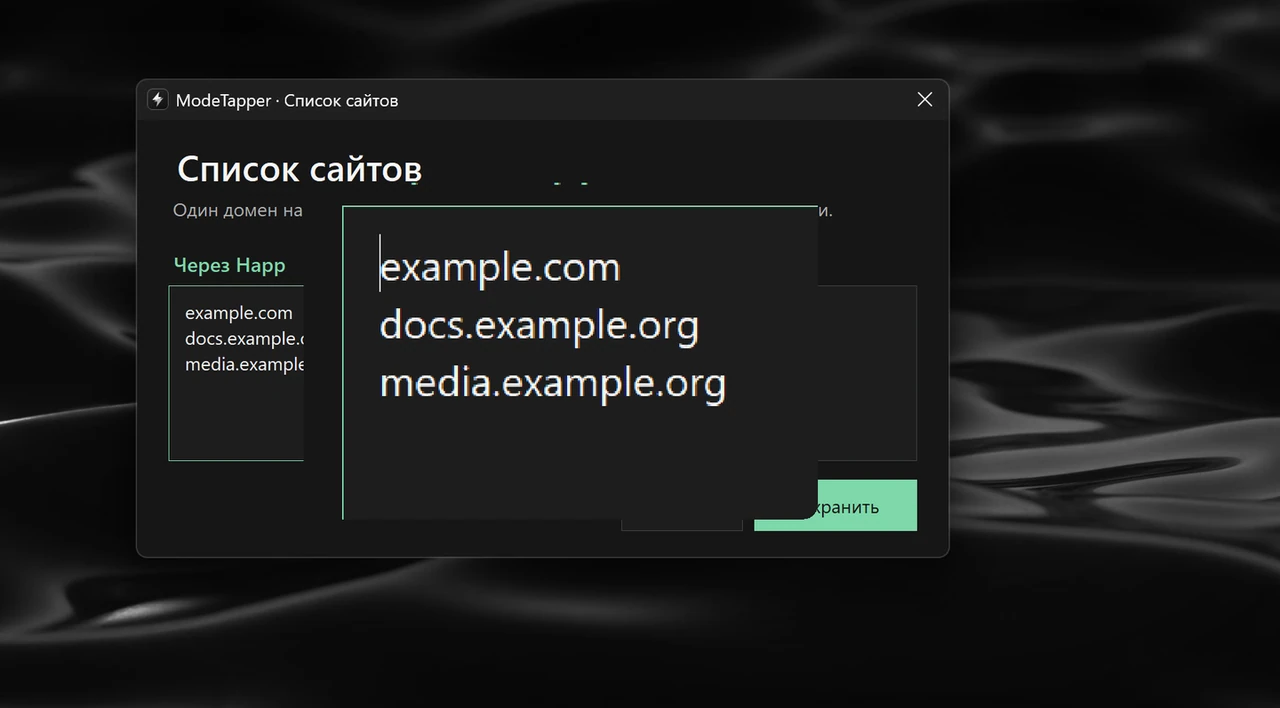 ModeTapper · Список сайтов
Список сайтов
Один домен на
и.
Через Happ
example.com
docs.example.
media.example
example.com
docs.example.org
media.example.org
хранить